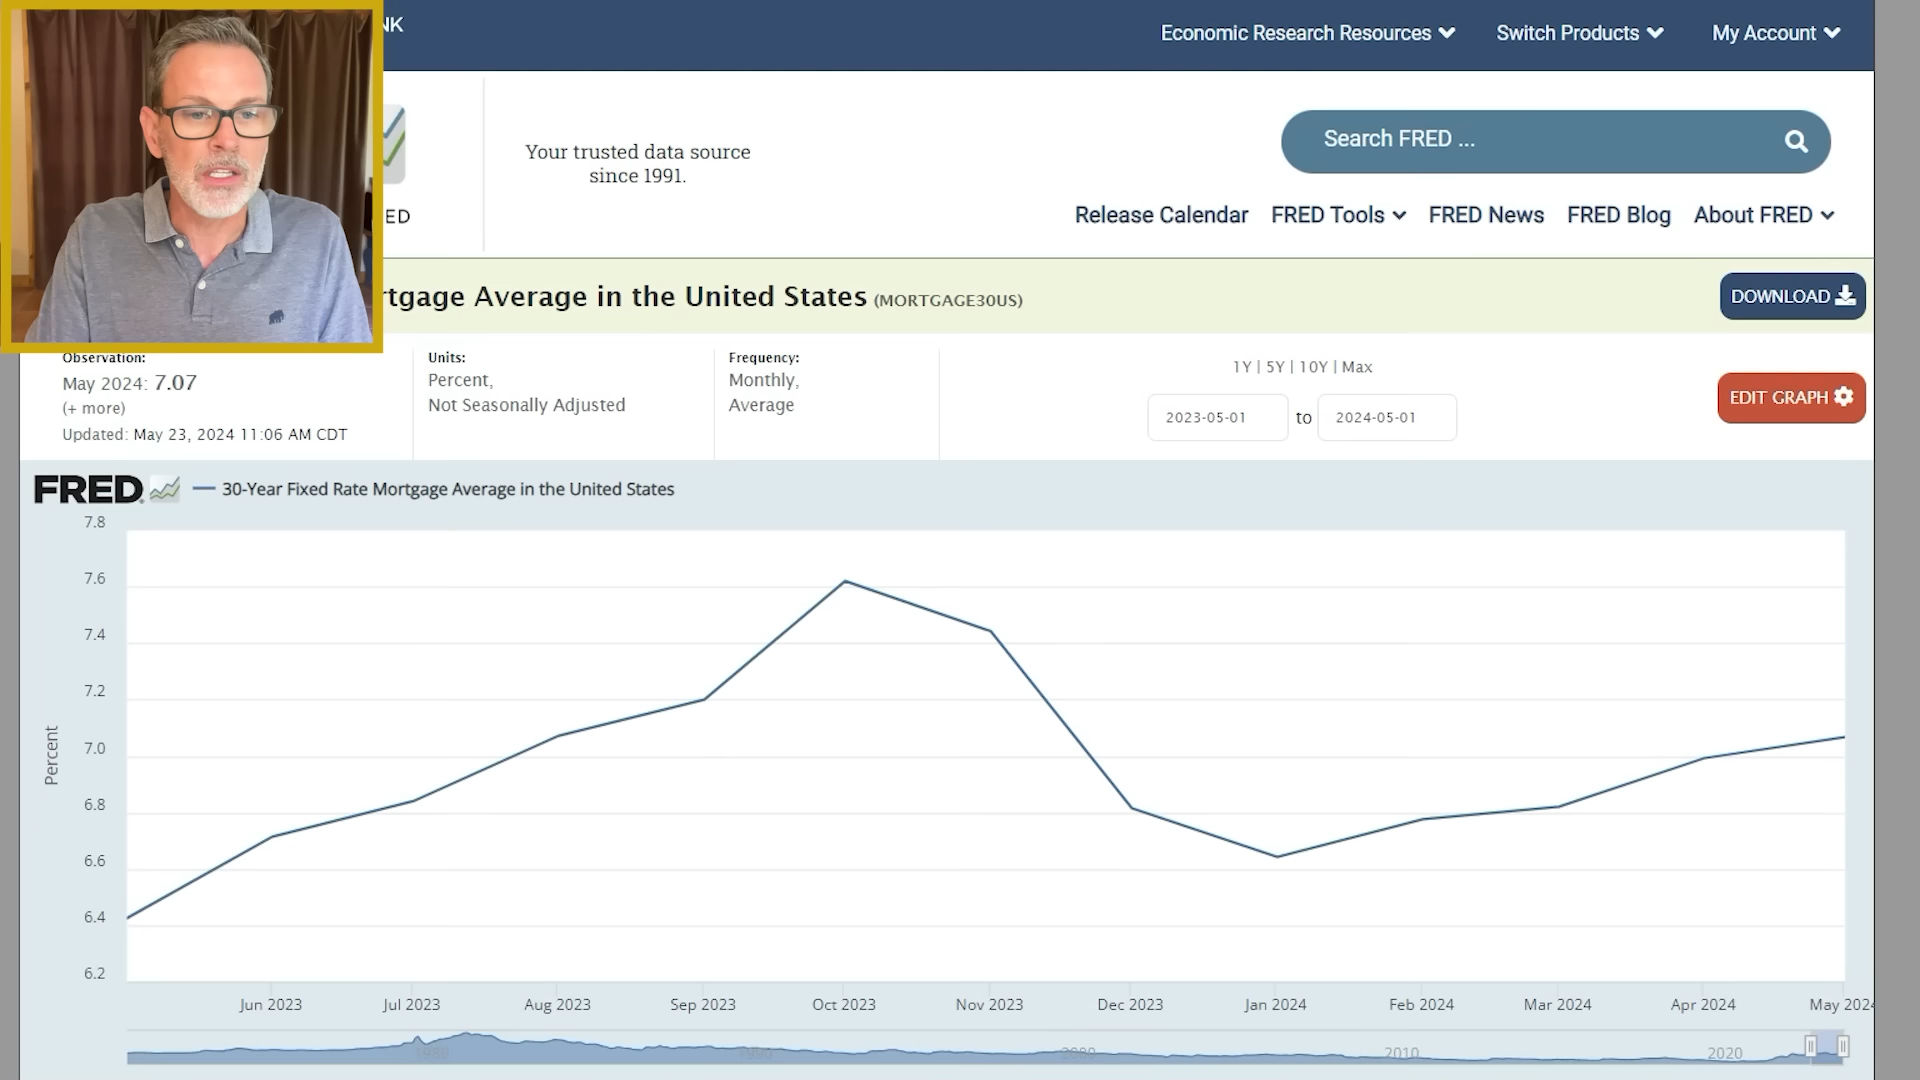 NK
Economic Research Resources
Switch Products
My Account
Your trusted data source
since 1991.
Search FRED ...
ED
Release Calendar
FRED Tools
FRED News
FRED Blog
About FRED
tgage Average in the United States (MORTGAGE30US)
DOWNLOAD
Observation:
May 2024: 7.07
(+ more)
Updated: May 23, 2024 11:06 AM CDT
Units:
Percent,
Not Seasonally Adjusted
Frequency:
Monthly,
Average
1Y | 5Y | 10Y | Max
2023-05-01 to 2024-05-01
EDIT GRAPH
FRED
30-Year Fixed Rate Mortgage Average in the United States
7.8
7.6
7.4
7.2
7.0
6.8
6.6
6.4
6.2
Percent
Jun 2023
Jul 2023
Aug 2023
Sep 2023
Oct 2023
Nov 2023
Dec 2023
Jan 2024
Feb 2024
Mar 2024
Apr 2024
May 2024
1980
1990
2000
2010
2020